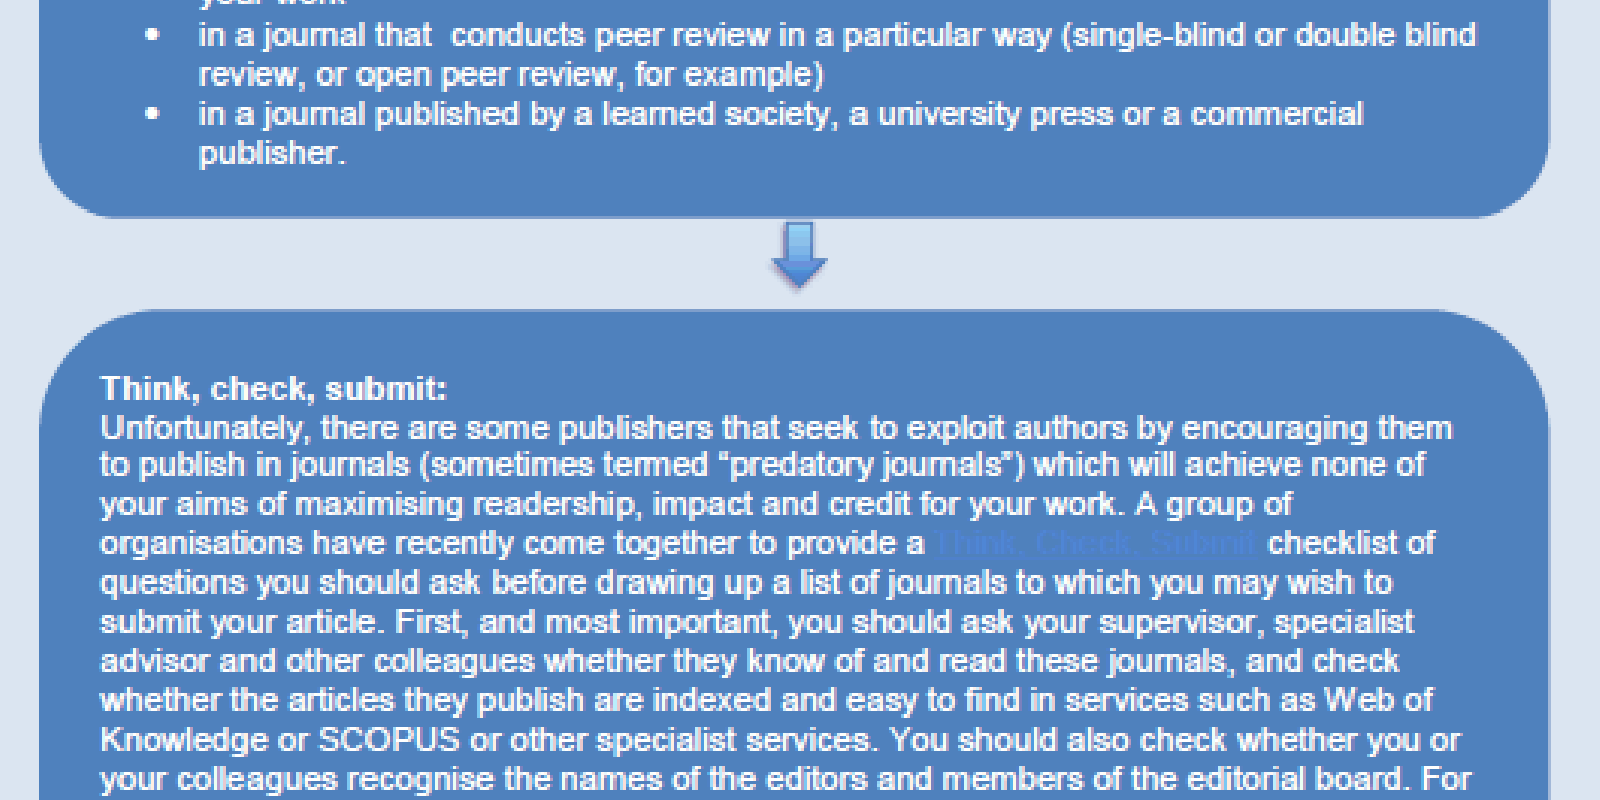 your work
• in a journal that  conducts peer review in a particular way (single-blind or double blind
review, or open peer review, for example)
• in a journal published by a learned society, a university press or a commercial
publisher.
Think, check, submit:
Unfortunately, there are some publishers that seek to exploit authors by encouraging them
to publish in journals (sometimes termed “predatory journals”) which will achieve none of
your aims of maximising readership, impact and credit for your work. A group of
organisations have recently come together to provide a Think, Check, Submit checklist of
questions you should ask before drawing up a list of journals to which you may wish to
submit your article. First, and most important, you should ask your supervisor, specialist
advisor and other colleagues whether they know of and read these journals, and check
whether the articles they publish are indexed and easy to find in services such as Web of
Knowledge or SCOPUS or other specialist services. You should also check whether you or
your colleagues recognise the names of the editors and members of the editorial board. For